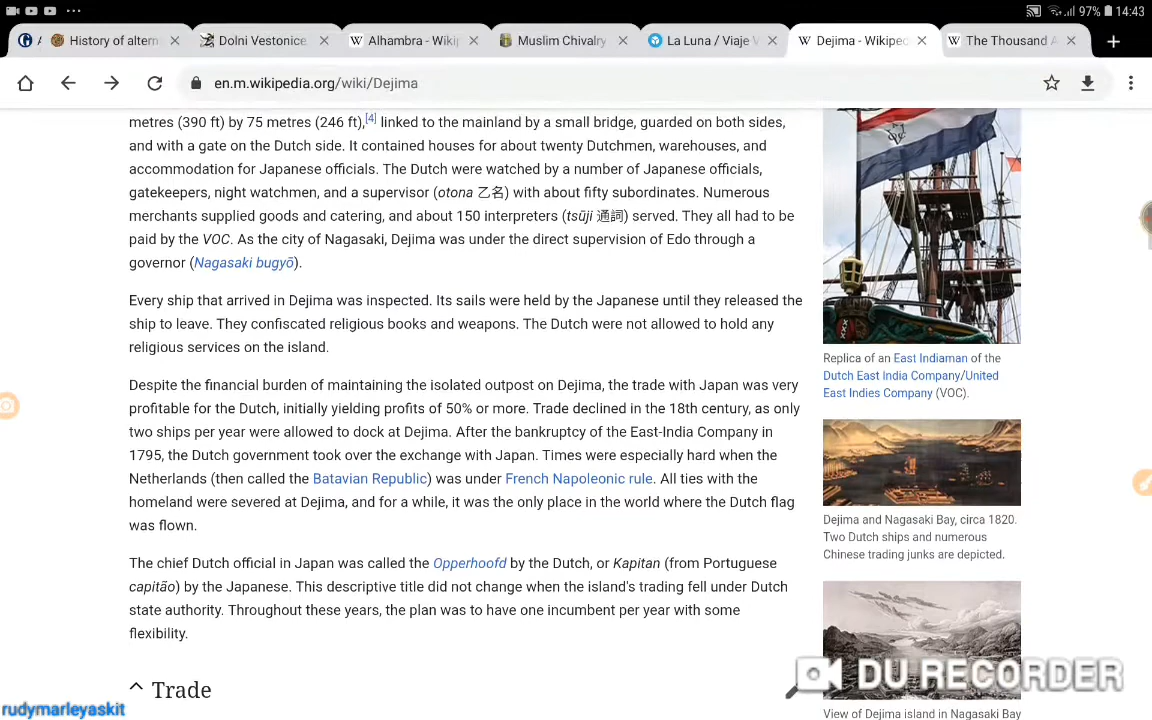 97% 14:43
History of altern
Dolni Vestonice
Alhambra - Wiki
Muslim Chivalry
La Luna / Viaje
Dejima - Wikiped
The Thousand A
en.m.wikipedia.org/wiki/Dejima
metres (390 ft) by 75 metres (246 ft),[4] linked to the mainland by a small bridge, guarded on both sides,
and with a gate on the Dutch side. It contained houses for about twenty Dutchmen, warehouses, and
accommodation for Japanese officials. The Dutch were watched by a number of Japanese officials,
gatekeepers, night watchmen, and a supervisor (otona 乙名) with about fifty subordinates. Numerous
merchants supplied goods and catering, and about 150 interpreters (tsūji 通詞) served. They all had to be
paid by the VOC. As the city of Nagasaki, Dejima was under the direct supervision of Edo through a
governor (Nagasaki bugyō).
Every ship that arrived in Dejima was inspected. Its sails were held by the Japanese until they released the
ship to leave. They confiscated religious books and weapons. The Dutch were not allowed to hold any
religious services on the island.
Despite the financial burden of maintaining the isolated outpost on Dejima, the trade with Japan was very
profitable for the Dutch, initially yielding profits of 50% or more. Trade declined in the 18th century, as only
two ships per year were allowed to dock at Dejima. After the bankruptcy of the East-India Company in
1795, the Dutch government took over the exchange with Japan. Times were especially hard when the
Netherlands (then called the Batavian Republic) was under French Napoleonic rule. All ties with the
homeland were severed at Dejima, and for a while, it was the only place in the world where the Dutch flag
was flown.
The chief Dutch official in Japan was called the Opperhoofd by the Dutch, or Kapitan (from Portuguese
capitão) by the Japanese. This descriptive title did not change when the island's trading fell under Dutch
state authority. Throughout these years, the plan was to have one incumbent per year with some
flexibility.
Trade
Replica of an East Indiaman of the
Dutch East India Company/United
East Indies Company (VOC).
Dejima and Nagasaki Bay, circa 1820.
Two Dutch ships and numerous
Chinese trading junks are depicted.
View of Dejima island in Nagasaki Bay
DU RECORDER
rudymarleyaskit